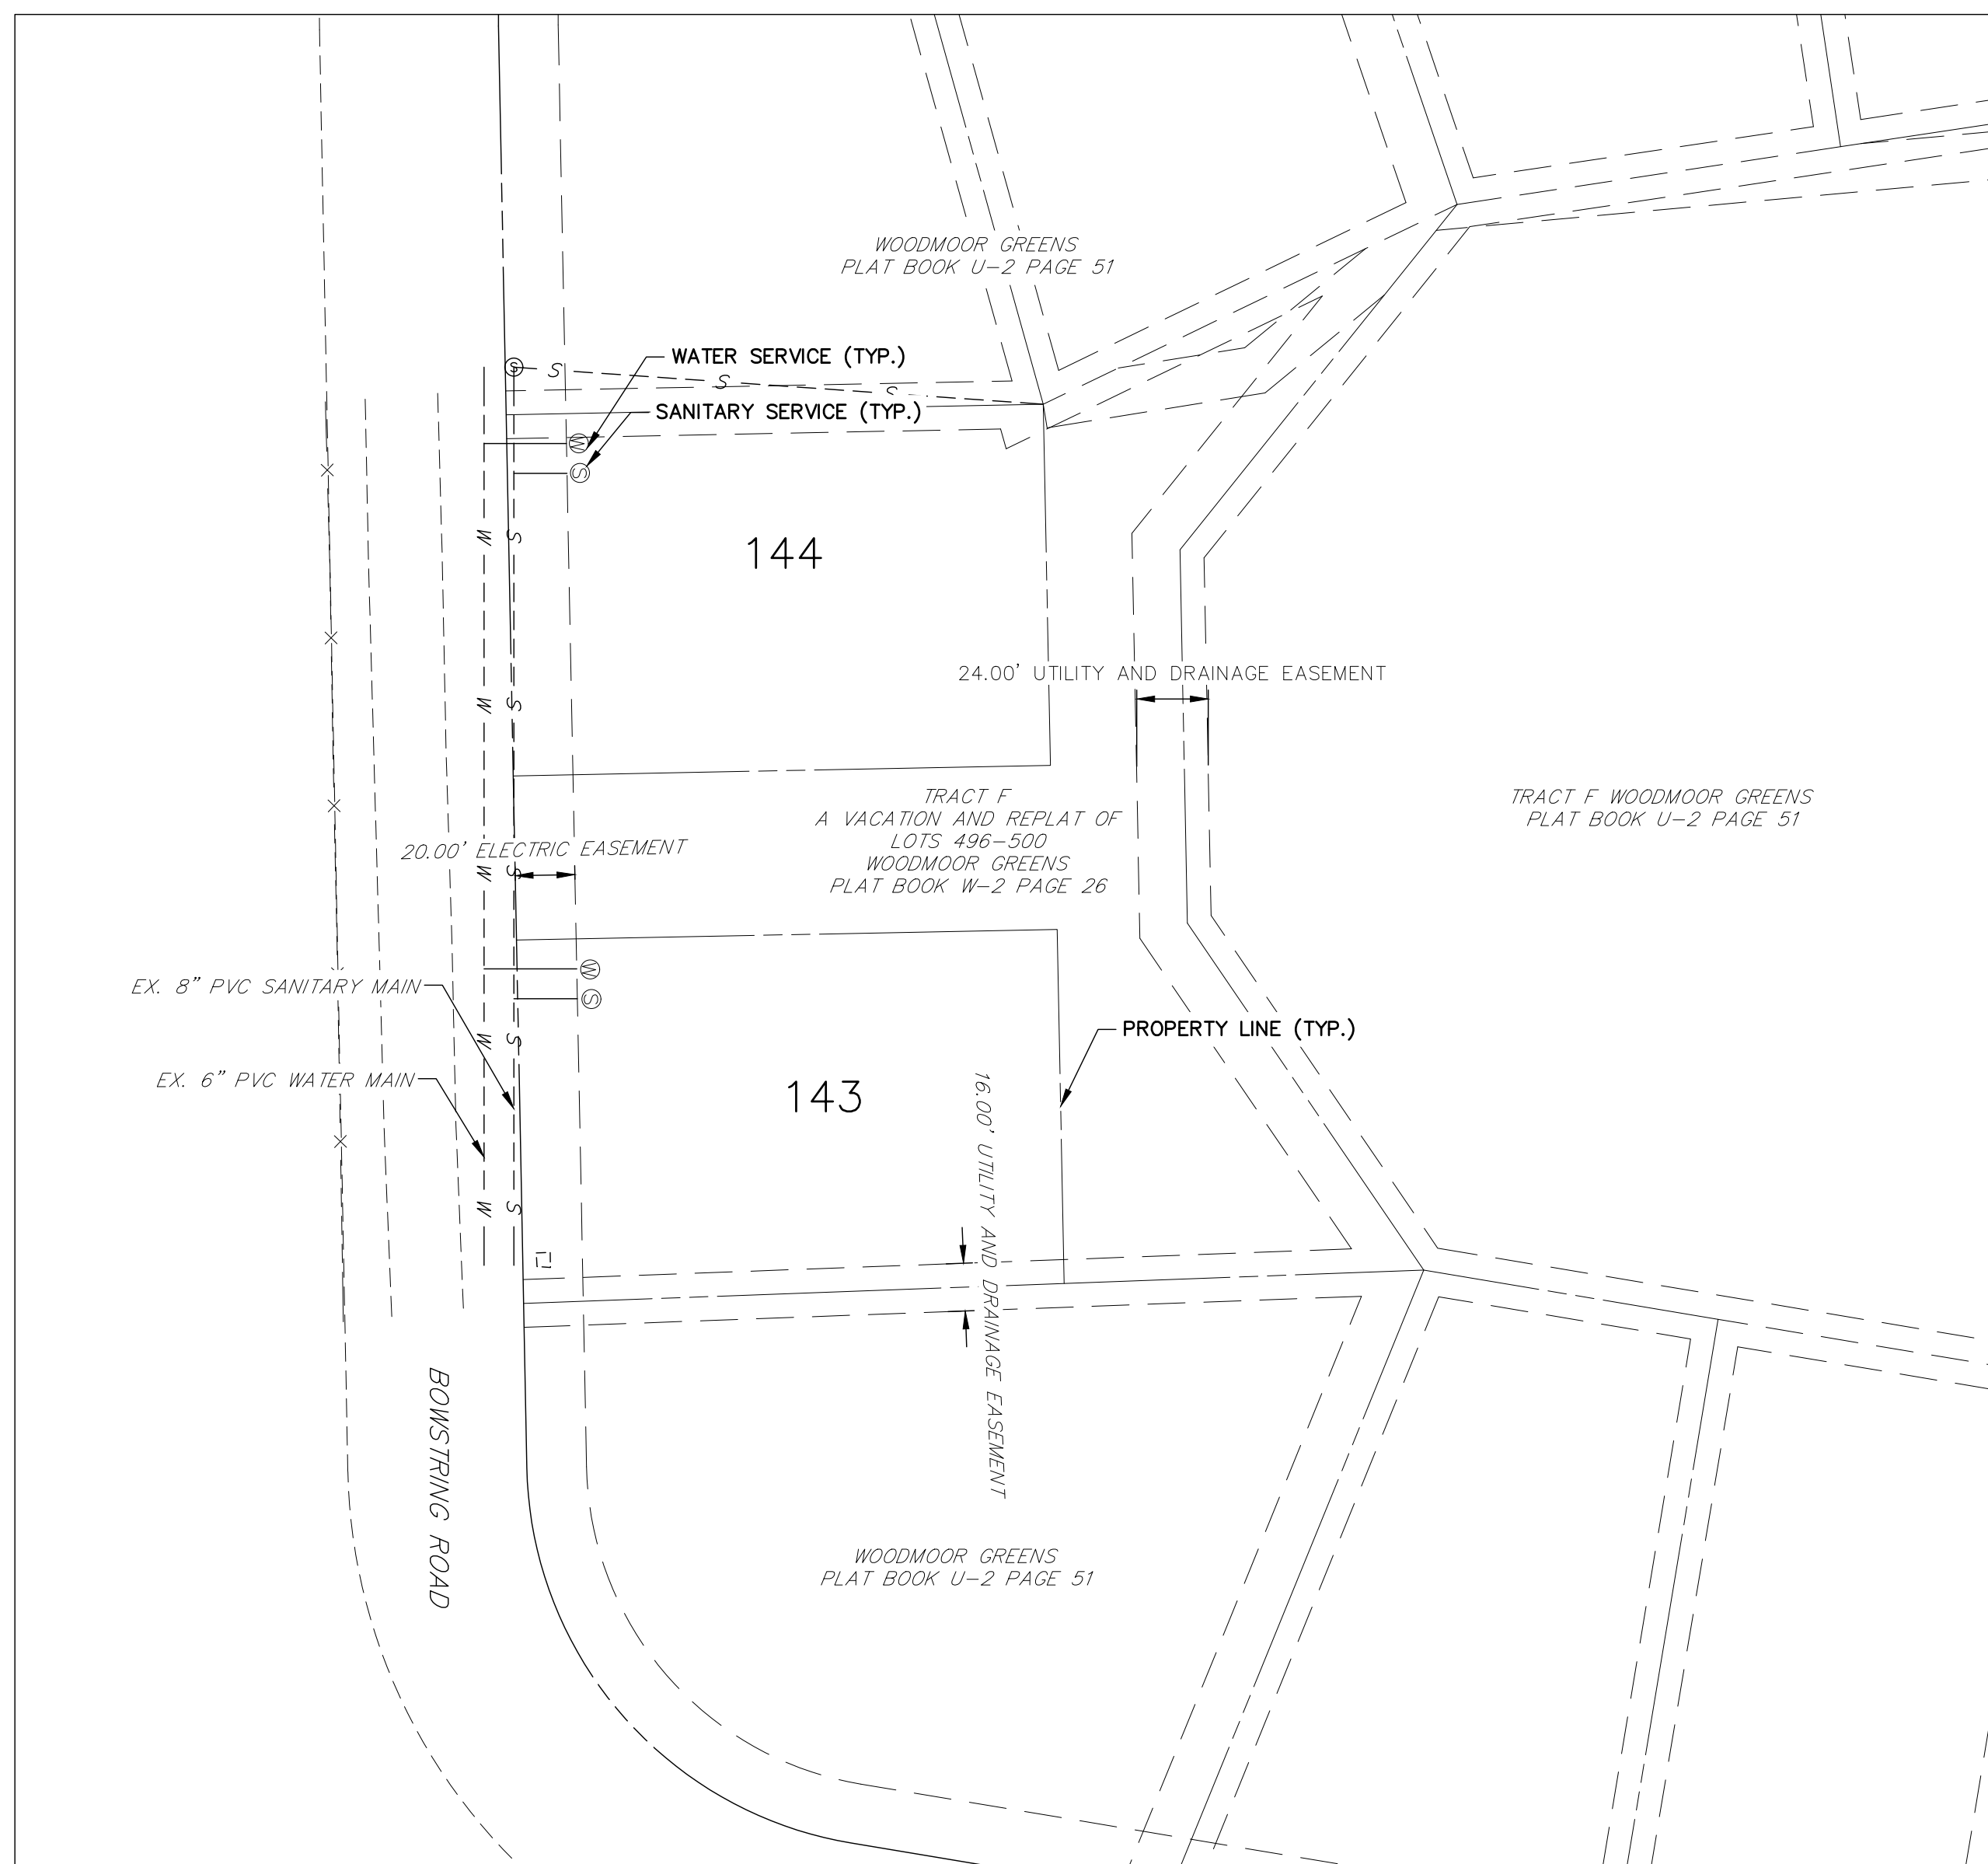 WOODMOOR GREENS
PLAT BOOK U-2 PAGE 51
WATER SERVICE (TYP.)
S
S
S
S
SANITARY SERVICE (TYP.)
W
S
W
S
144
24.00' UTILITY AND DRAINAGE EASEMENT
W
S
TRACT F
A VACATION AND REPLAT OF
LOTS 496-500
WOODMOOR GREENS
PLAT BOOK W-2 PAGE 26
TRACT F WOODMOOR GREENS
PLAT BOOK U-2 PAGE 51
20.00' ELECTRIC EASEMENT
W
S
W
S
EX. 8" PVC SANITARY MAIN
PROPERTY LINE (TYP.)
W
S
EX. 6" PVC WATER MAIN
143
16.00' UTILITY AND DRAINAGE EASEMENT
W
S
BOWSTRING ROAD
WOODMOOR GREENS
PLAT BOOK U-2 PAGE 51